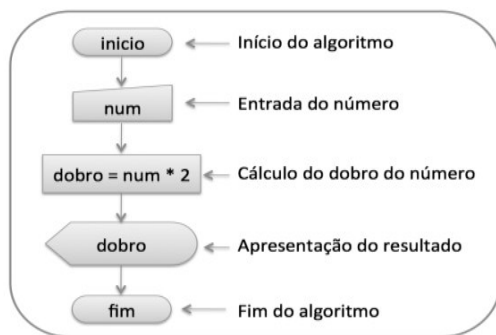 inicio Início do algoritmo
num Entrada do número
dobro = num * 2 Cálculo do dobro do número
dobro Apresentação do resultado
fim Fim do algoritmo